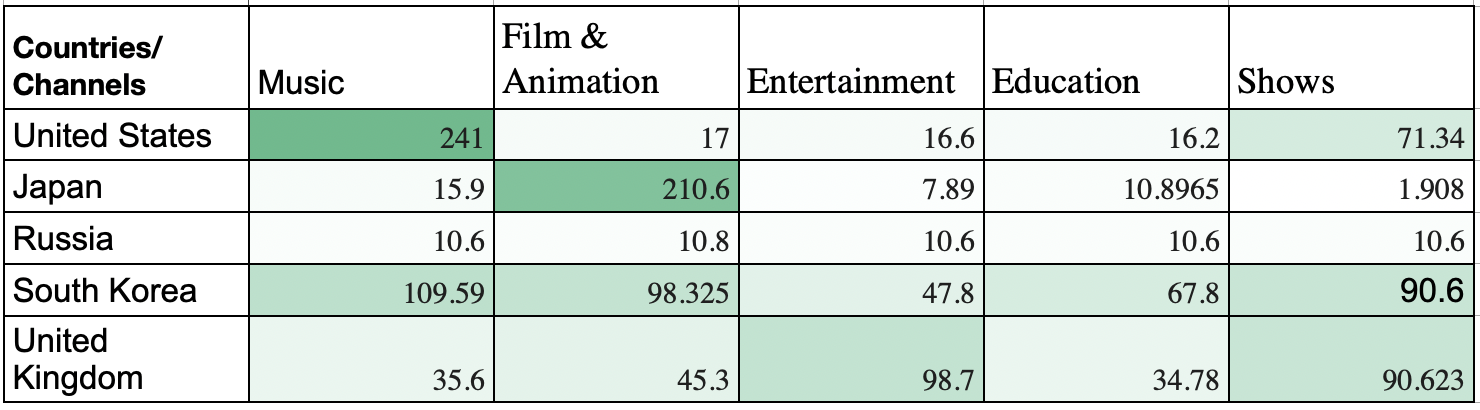 Countries/
Channels Music Film &
Animation Entertainment Education Shows
United States 241 17 16.6 16.2 71.34
Japan 15.9 210.6 7.89 10.8965 1.908
Russia 10.6 10.8 10.6 10.6 10.6
South Korea 109.59 98.325 47.8 67.8 90.6
United
Kingdom 35.6 45.3 98.7 34.78 90.623